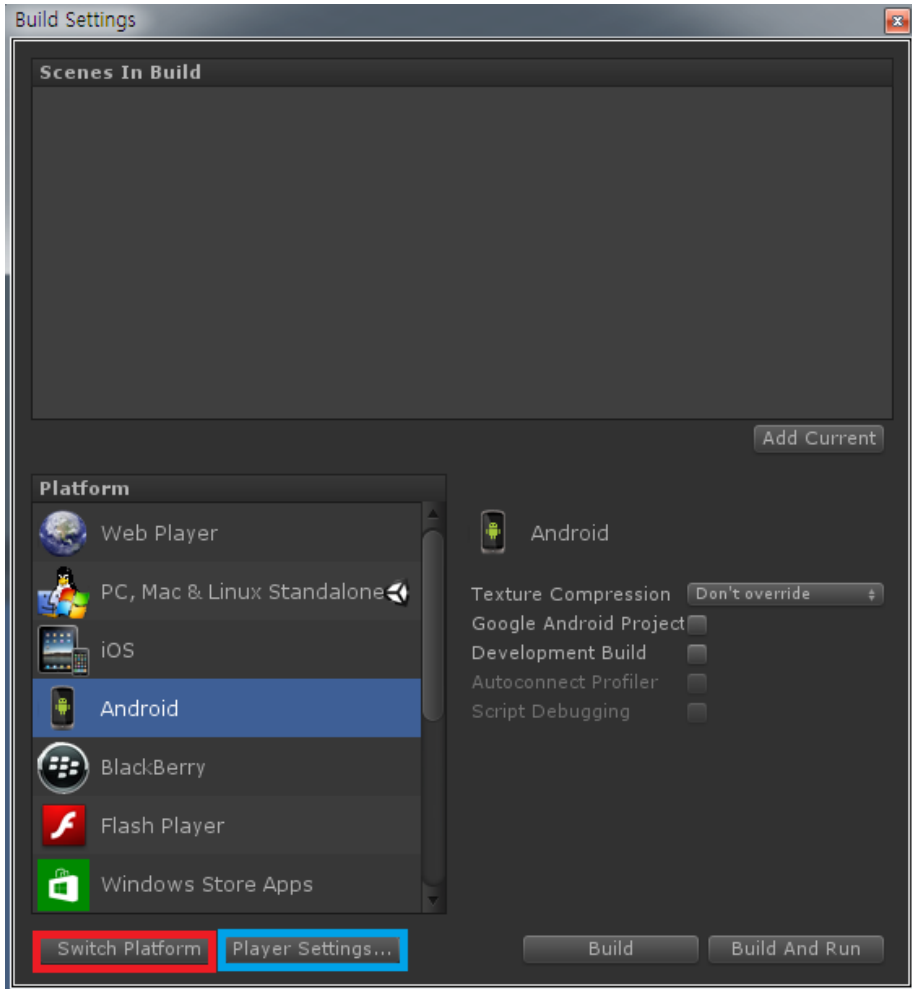 Build Settings
Scenes In Build
Add Current
Platform
Web Player
PC, Mac & Linux Standalone
iOS
Android
BlackBerry
Flash Player
Windows Store Apps
Android
Texture Compression Don't override
Google Android Project
Development Build
Autoconnect Profiler
Script Debugging
Switch Platform Player Settings... Build Build And Run